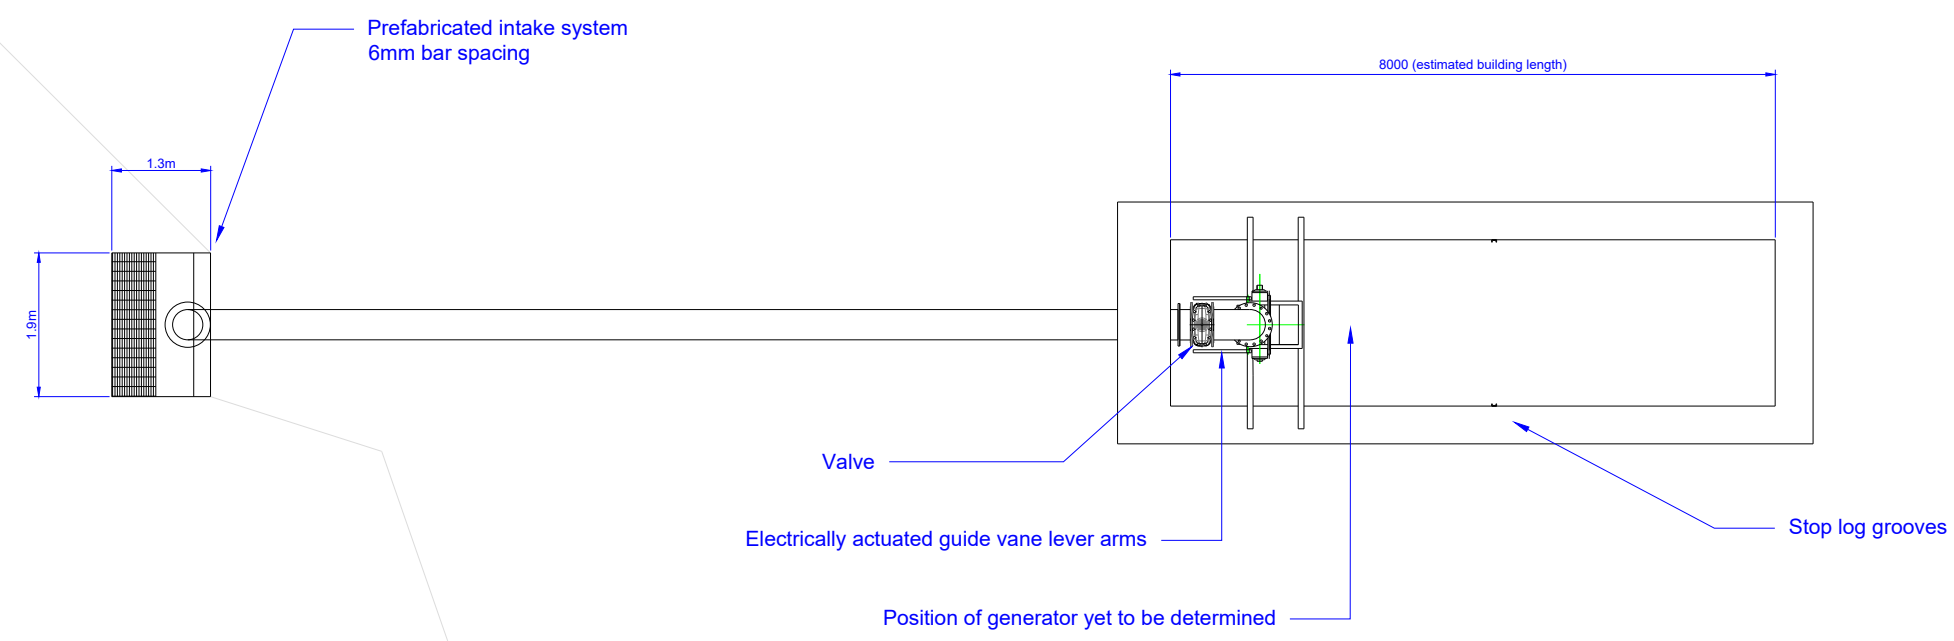 Prefabricated intake system
6mm bar spacing
8000 (estimated building length)
1.3m
1.9m
Valve
Electrically actuated guide vane lever arms
Stop log grooves
Position of generator yet to be determined